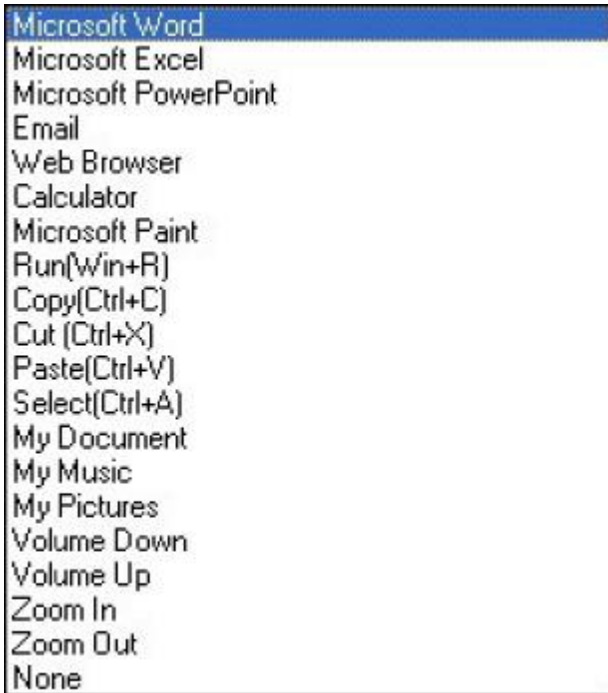 Microsoft Word
Microsoft Excel
Microsoft PowerPoint
Email
Web Browser
Calculator
Microsoft Paint
Run(Win+R)
Copy(Ctrl+C)
Cut (Ctrl+X)
Paste(Ctrl+V)
Select(Ctrl+A)
My Document
My Music
My Pictures
Volume Down
Volume Up
Zoom In
Zoom Out
None